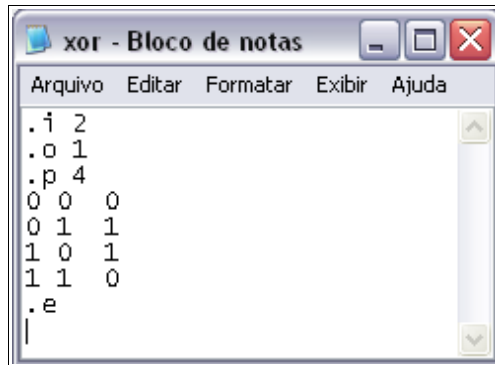 xor - Bloco de notas
Arquivo Editar Formatar Exibir Ajuda
.i 2
.o 1
.p 4
0 0  0
0 1  1
1 0  1
1 1  0
.e